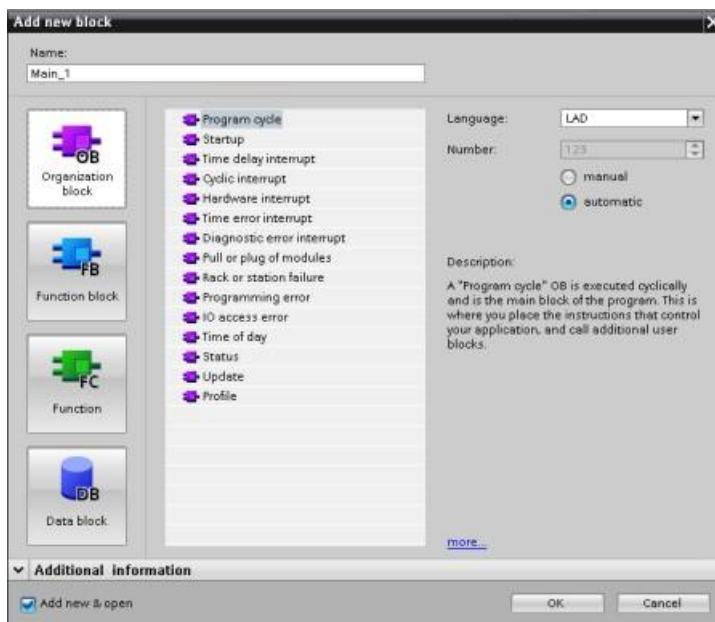 Add new block
Name:
Main_1
OB
Organization
block
FB
Function block
FC
Function
DB
Data block
Program cycle
Startup
Time delay interrupt
Cyclic interrupt
Hardware interrupt
Time error interrupt
Diagnostic error interrupt
Pull or plug of modules
Rack or station failure
Programming error
IO access error
Time of day
Status
Update
Profile
Language:
LAD
Number:
123
manual
automatic
Description:
A "Program cycle" OB is executed cyclically
and is the main block of the program. This is
where you place the instructions that control
your application, and call additional user
blocks.
more...
Additional information
Add new & open
OK
Cancel